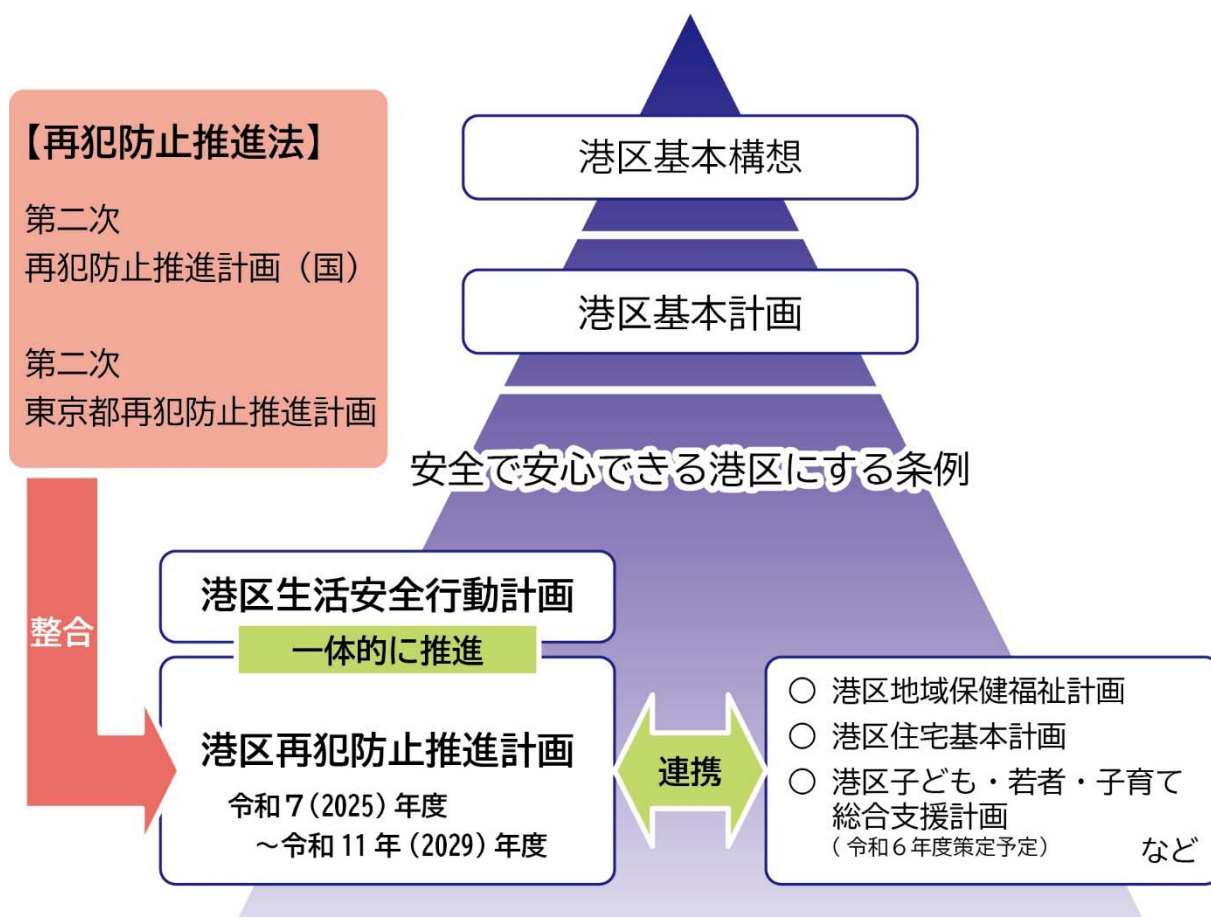 【再犯防止推進法】
第二次
再犯防止推進計画（国）
第二次
東京都再犯防止推進計画
整合
港区基本構想
港区基本計画
安全で安心できる港区にする条例
港区生活安全行動計画
一体的に推進
港区再犯防止推進計画
令和７(2025) 年度
～令和 11 年 (2029) 年度
連携
○ 港区地域保健福祉計画
○ 港区住宅基本計画
○ 港区子ども・若者・子育て
総合支援計画
( 令和６年度策定予定)
など